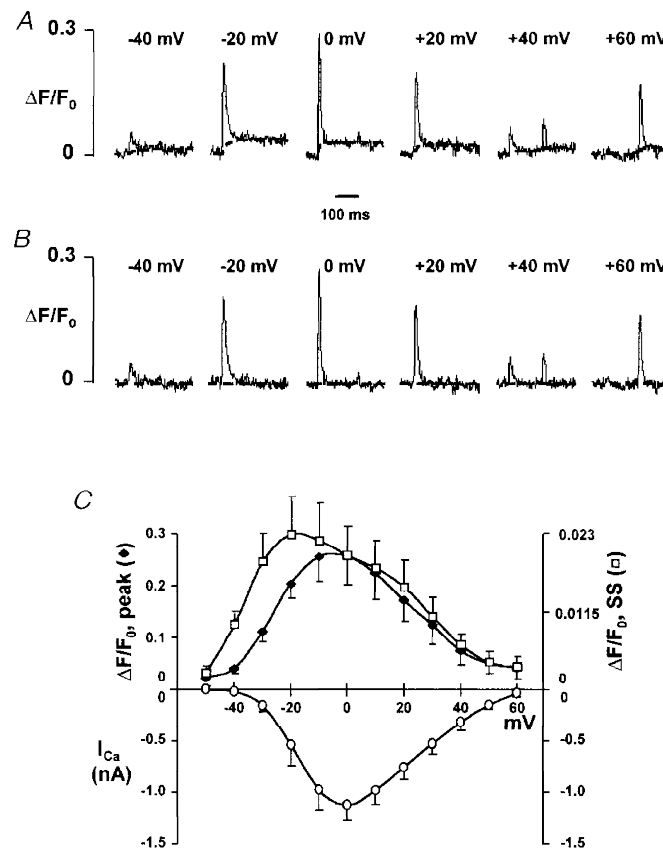 A
0.3
-40 mV -20 mV 0 mV +20 mV +40 mV +60 mV
ΔF/F0
0
100 ms
B
0.3
-40 mV -20 mV 0 mV +20 mV +40 mV +60 mV
ΔF/F0
0
C
ΔF/F0, peak (♦)
0.3
0.2
0.1
0
0.023
0.0115
0
ΔF/F0, SS (□)
0 -40 -20 0 20 40 60 0
mV
ICa
(nA)
-0.5
-1.0
-1.5
-0.5
-1.0
-1.5